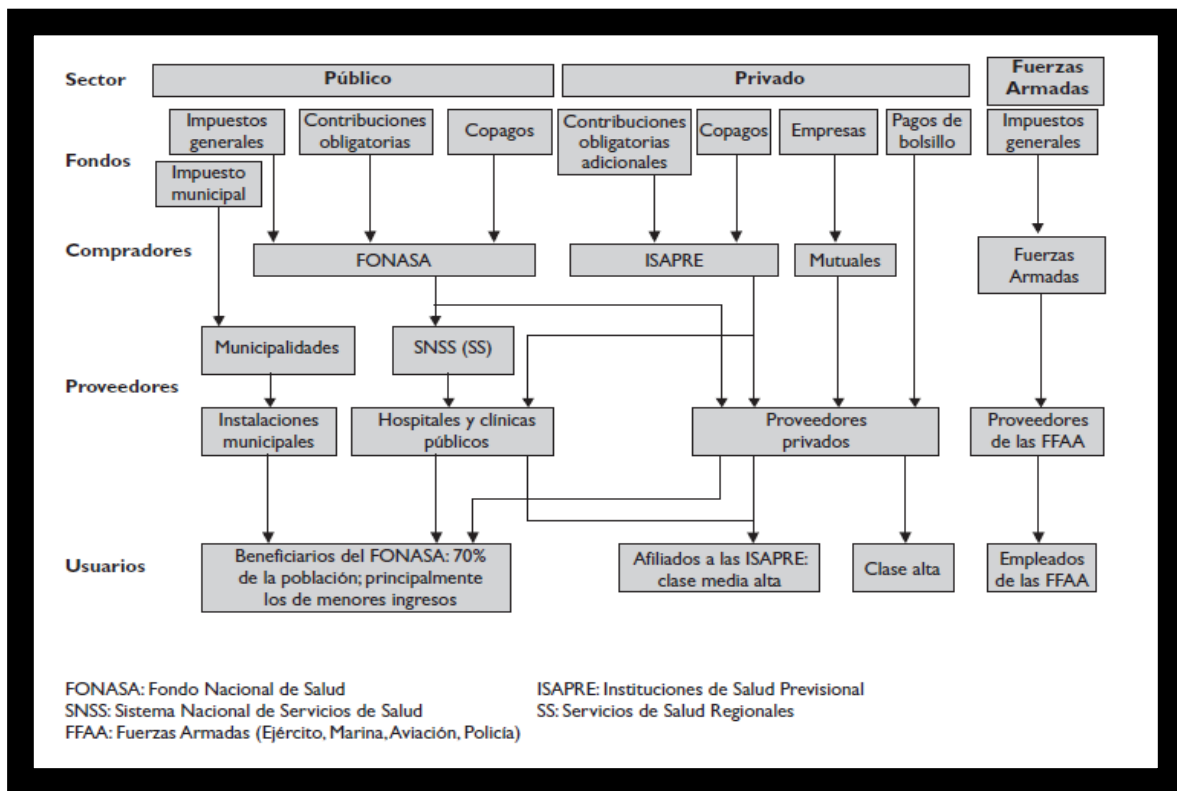 Sector
Público
Privado
Fuerzas
Armadas
Fondos
Impuestos
generales
Contribuciones
obligatorias
Copagos
Contribuciones
obligatorias
adicionales
Copagos
Empresas
Pagos de
bolsillo
Impuestos
generales
Impuesto
municipal
Compradores
FONASA
ISAPRE
Mutuales
Fuerzas
Armadas
Proveedores
Municipalidades
SNSS (SS)
Instalaciones
municipales
Hospitales y clínicas
públicos
Proveedores
privados
Proveedores
de las FFAA
Usuarios
Beneficiarios del FONASA: 70%
de la población; principalmente
los de menores ingresos
Afiliados a las ISAPRE:
clase media alta
Clase alta
Empleados
de las FFAA
FONASA: Fondo Nacional de Salud
ISAPRE: Instituciones de Salud Previsional
SNSS: Sistema Nacional de Servicios de Salud
SS: Servicios de Salud Regionales
FFAA: Fuerzas Armadas (Ejército, Marina, Aviación, Policía)